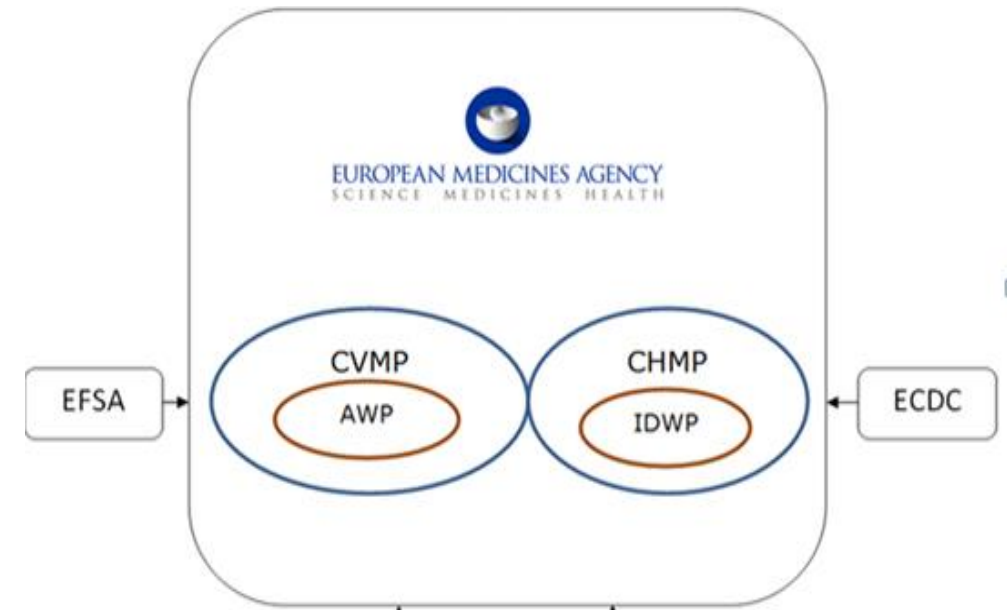 EUROPEAN MEDICINES AGENCY
SCIENCE MEDICINES HEALTH
CVMP
CHMP
EFSA
AWP
IDWP
ECDC